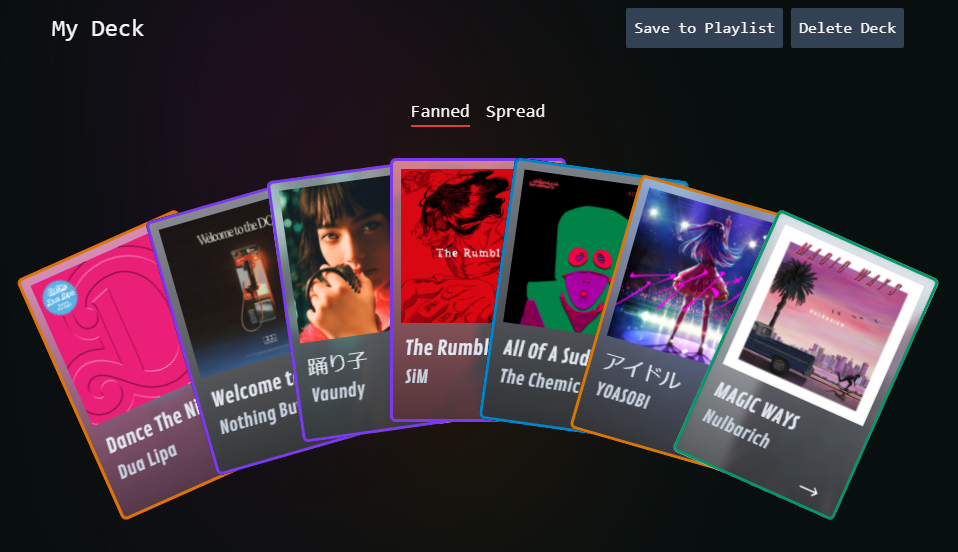 My Deck
Save to Playlist
Delete Deck
Fanned
Spread
Dance The Ni
Dua Lipa
Welcome to the DC
Welcome t
Nothing Bu
踊り子
Vaundy
The Rumbl
The Rumbl
SiM
All Of A Sud
The Chemic
アイドル
YOASOBI
MAGIC WAYS
NULBARICH
MAGIC WAYS
Nulbarich